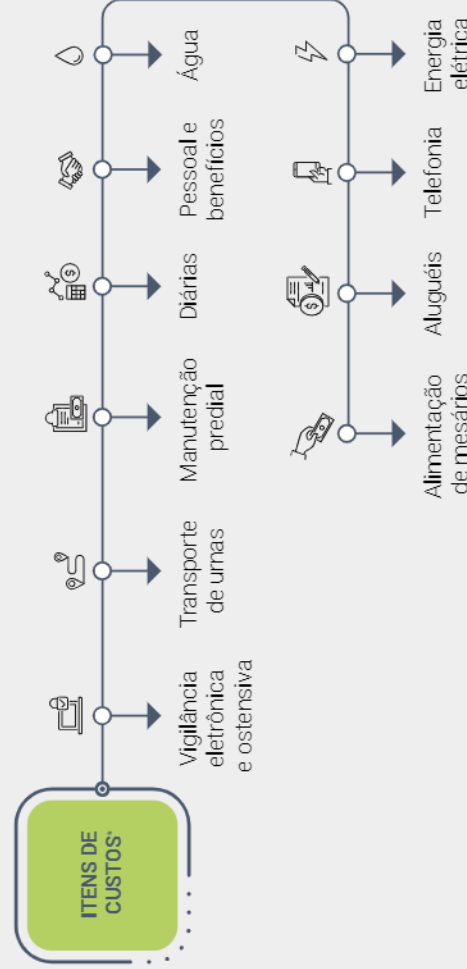 ITENS DE
CUSTOS*
Vigilância
eletrônica
e ostensiva
Transporte
de urnas
Manutenção
predial
Diárias
Pessoal e
benefícios
Água
Energia
elétrica
Telefonia
Aluguéis
Alimentação
de mesários